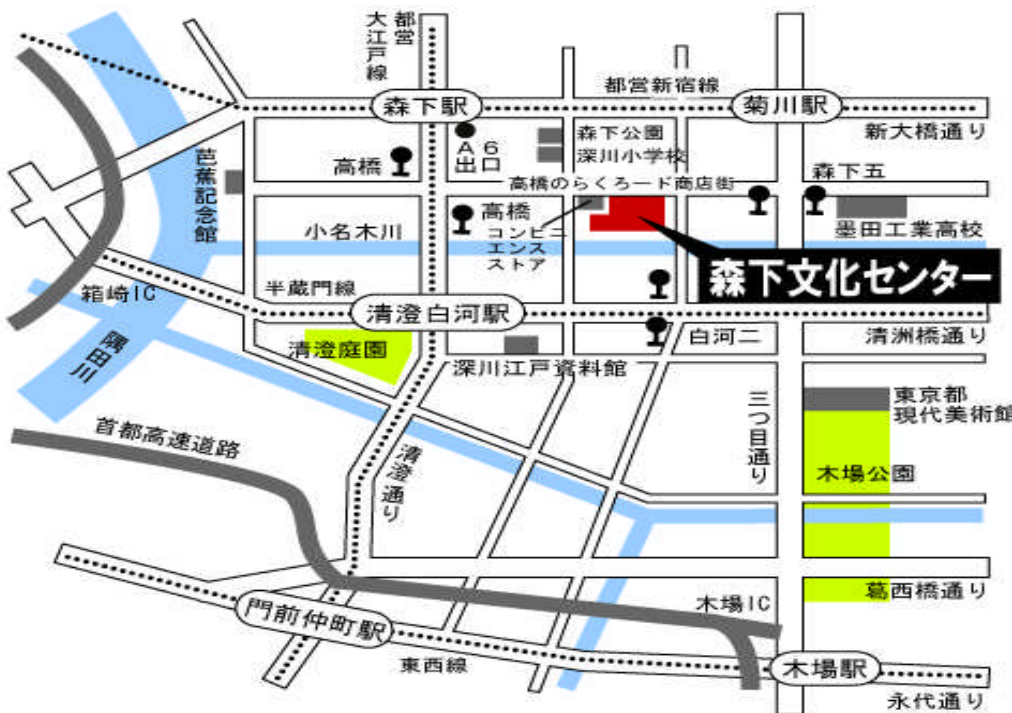 都営
大江戸線
都営新宿線
森下駅
菊川駅
新大橋通り
A6
出口
森下公園
深川小学校
高橋
芭蕉記念館
高橋のらくろード商店街
森下五
高橋
コンビニ
エンス
ストア
小名木川
墨田工業高校
森下文化センター
箱崎IC
半蔵門線
清澄白河駅
白河二
清洲橋通り
隅田川
清澄庭園
深川江戸資料館
三つ目通り
東京都
現代美術館
首都高速道路
清澄通り
木場公園
葛西橋通り
木場IC
門前仲町駅
東西線
木場駅
永代通り